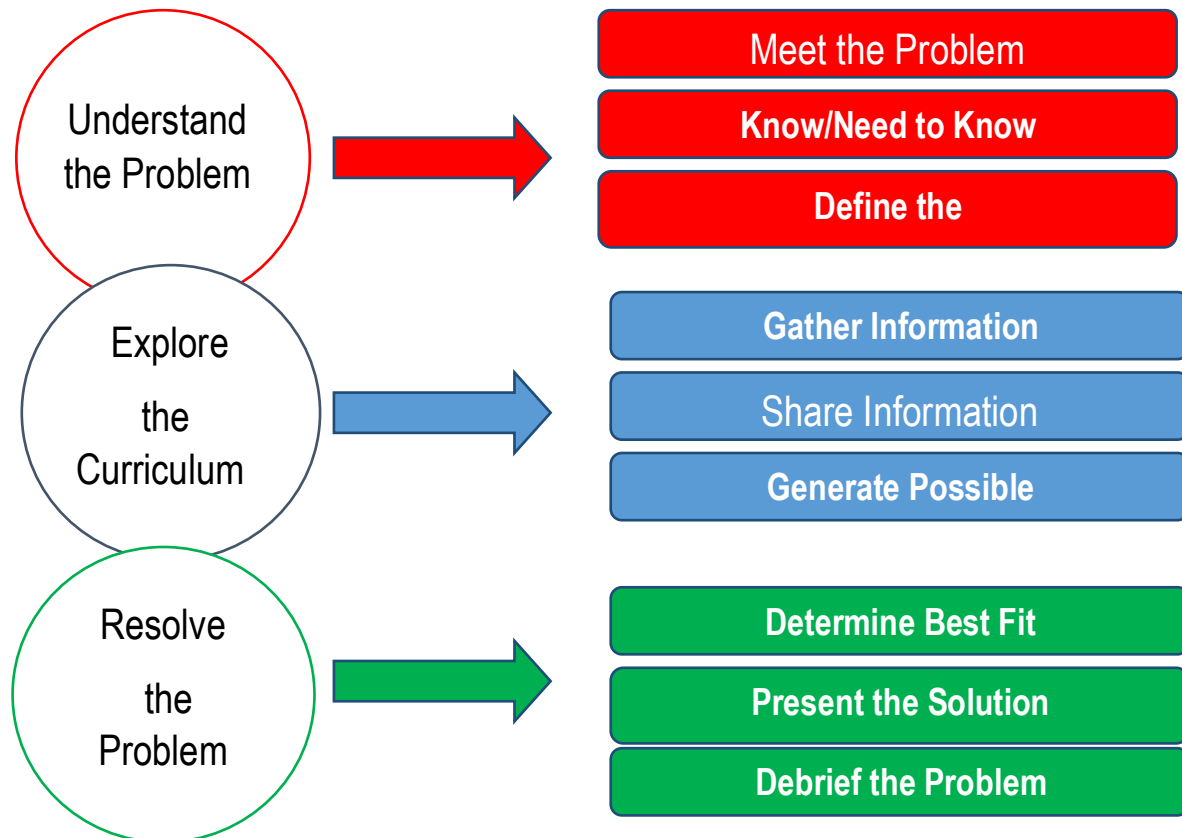 Understand
the Problem
Meet the Problem
Know/Need to Know
Define the
Explore
the
Curriculum
Gather Information
Share Information
Generate Possible
Resolve
the
Problem
Determine Best Fit
Present the Solution
Debrief the Problem